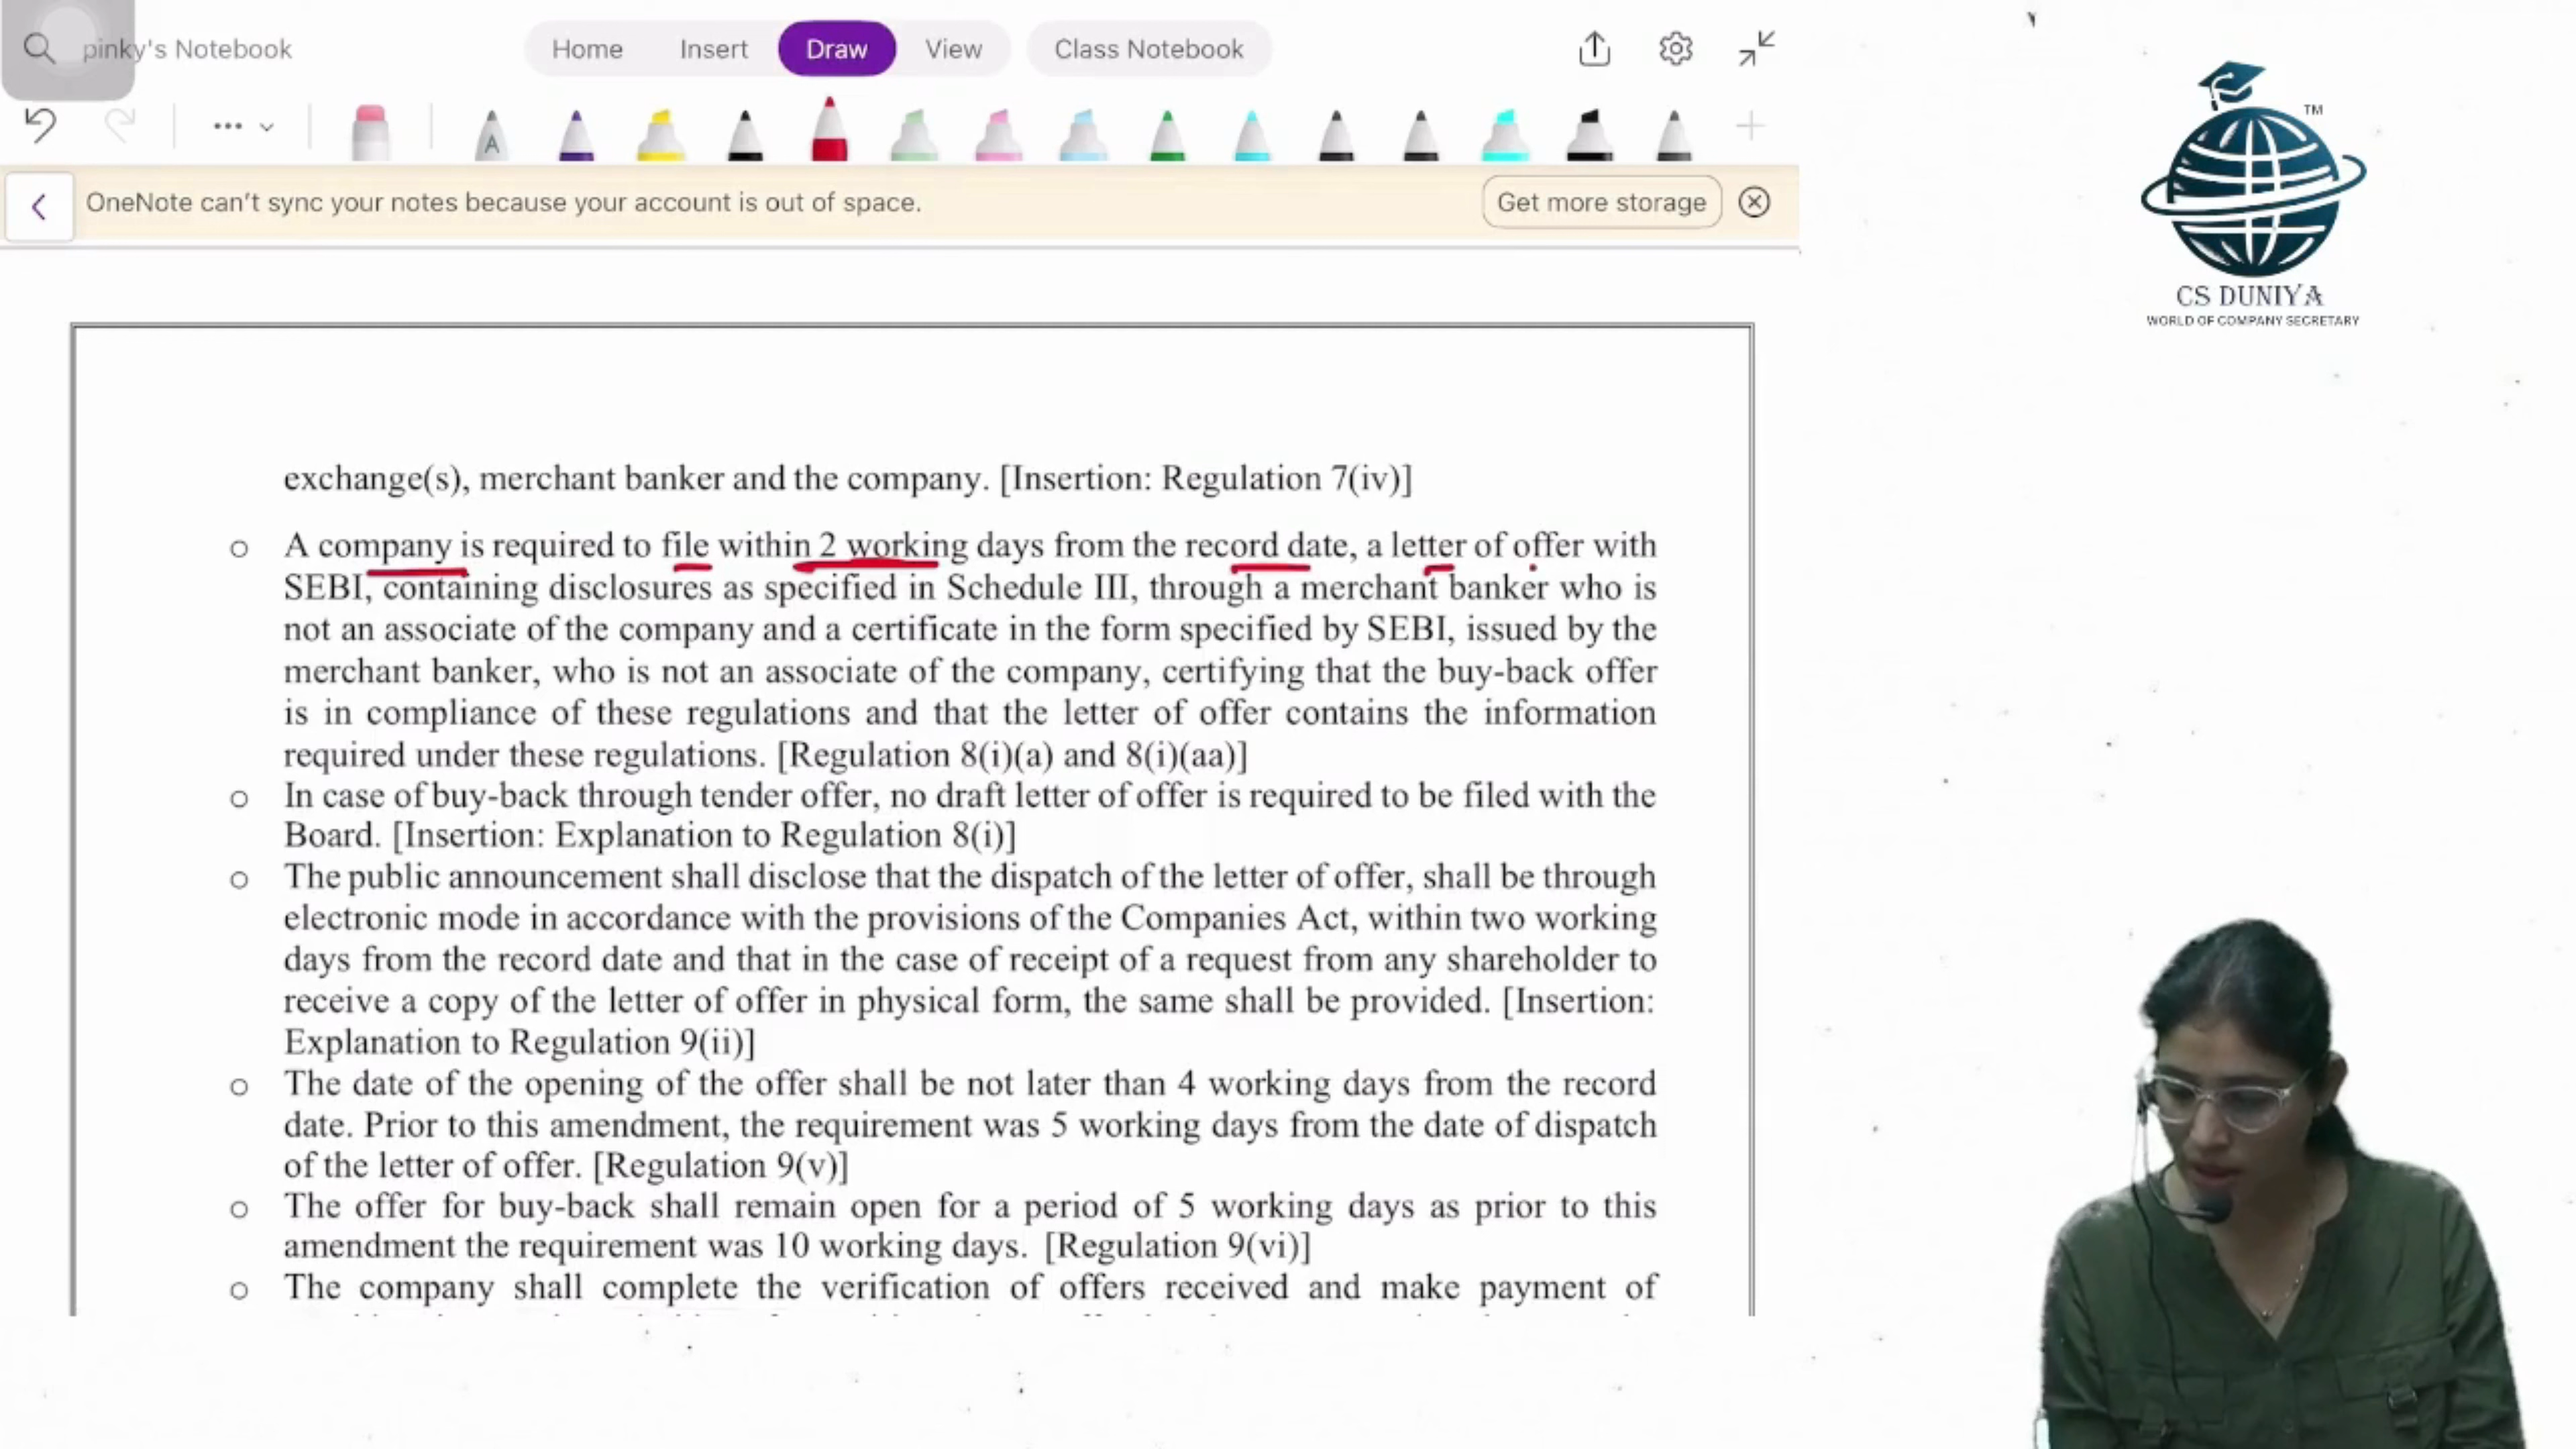 pinky's Notebook
Home Insert Draw View Class Notebook
A
OneNote can't sync your notes because your account is out of space.
Get more storage
TM
CS DUNIYA
WORLD OF COMPANY SECRETARY
exchange(s), merchant banker and the company. [Insertion: Regulation 7(iv)]
o A company is required to file within 2 working days from the record date, a letter of offer with
SEBI, containing disclosures as specified in Schedule III, through a merchant banker who is
not an associate of the company and a certificate in the form specified by SEBI, issued by the
merchant banker, who is not an associate of the company, certifying that the buy-back offer
is in compliance of these regulations and that the letter of offer contains the information
required under these regulations. [Regulation 8(i)(a) and 8(i)(aa)]
o In case of buy-back through tender offer, no draft letter of offer is required to be filed with the
Board. [Insertion: Explanation to Regulation 8(i)]
o The public announcement shall disclose that the dispatch of the letter of offer, shall be through
electronic mode in accordance with the provisions of the Companies Act, within two working
days from the record date and that in the case of receipt of a request from any shareholder to
receive a copy of the letter of offer in physical form, the same shall be provided. [Insertion:
Explanation to Regulation 9(ii)]
o The date of the opening of the offer shall be not later than 4 working days from the record
date. Prior to this amendment, the requirement was 5 working days from the date of dispatch
of the letter of offer. [Regulation 9(v)]
o The offer for buy-back shall remain open for a period of 5 working days as prior to this
amendment the requirement was 10 working days. [Regulation 9(vi)]
o The company shall complete the verification of offers received and make payment of